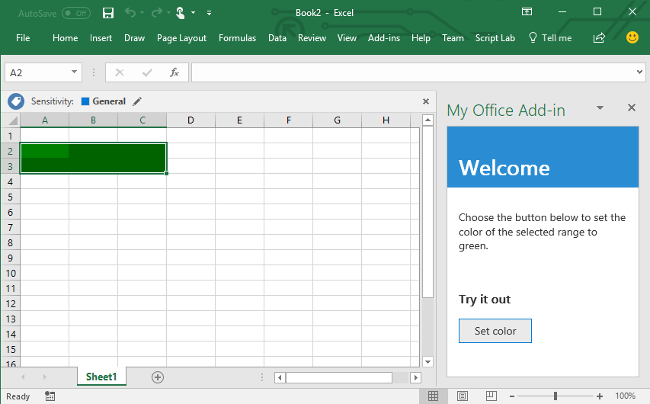 AutoSave Off Book2 - Excel
File Home Insert Draw Page Layout Formulas Data Review View Add-ins Help Team Script Lab Tell me
A2 fx
Sensitivity: General
My Office Add-in
A B C D E F G H
1
2
3
4
5
6
7
8
9
10
11
12
13
14
15
16
Welcome
Choose the button below to set the
color of the selected range to
green.
Try it out
Set color
Sheet1
Ready 100%